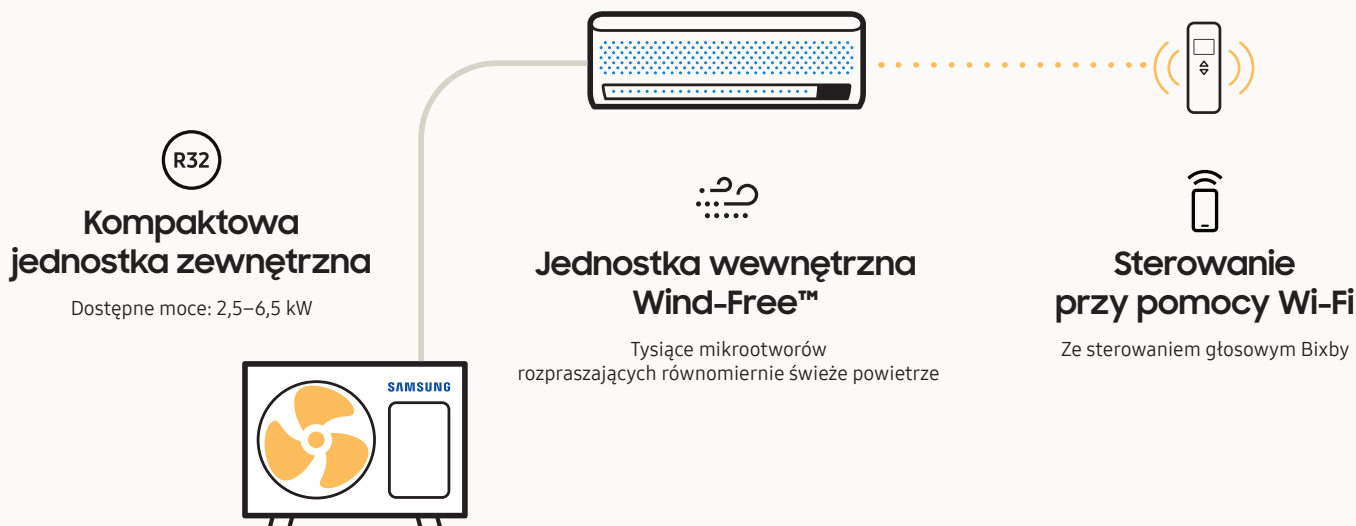 R32
Kompaktowa
jednostka zewnętrzna
Dostępne moce: 2,5–6,5 kW
SAMSUNG
Jednostka wewnętrzna
Wind-Free™
Tysiące mikrootworów
rozpraszających równomiernie świeże powietrze
Sterowanie
przy pomocy Wi-Fi
Ze sterowaniem głosowym Bixby